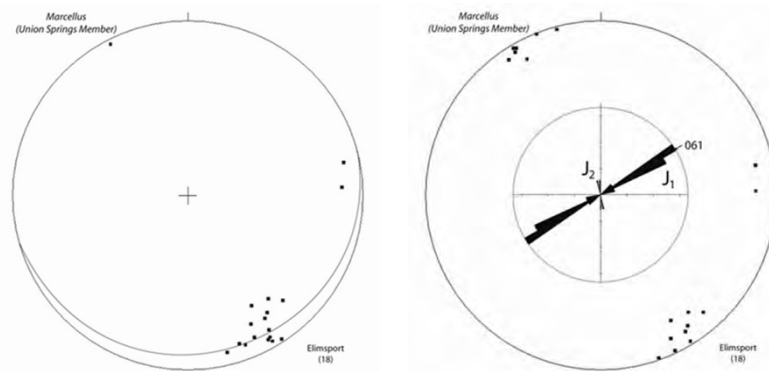 Marcellus
(Union Springs Member)
Elimsport
(18)
Marcellus
(Union Springs Member)
061
J2
J1
Elimsport
(18)